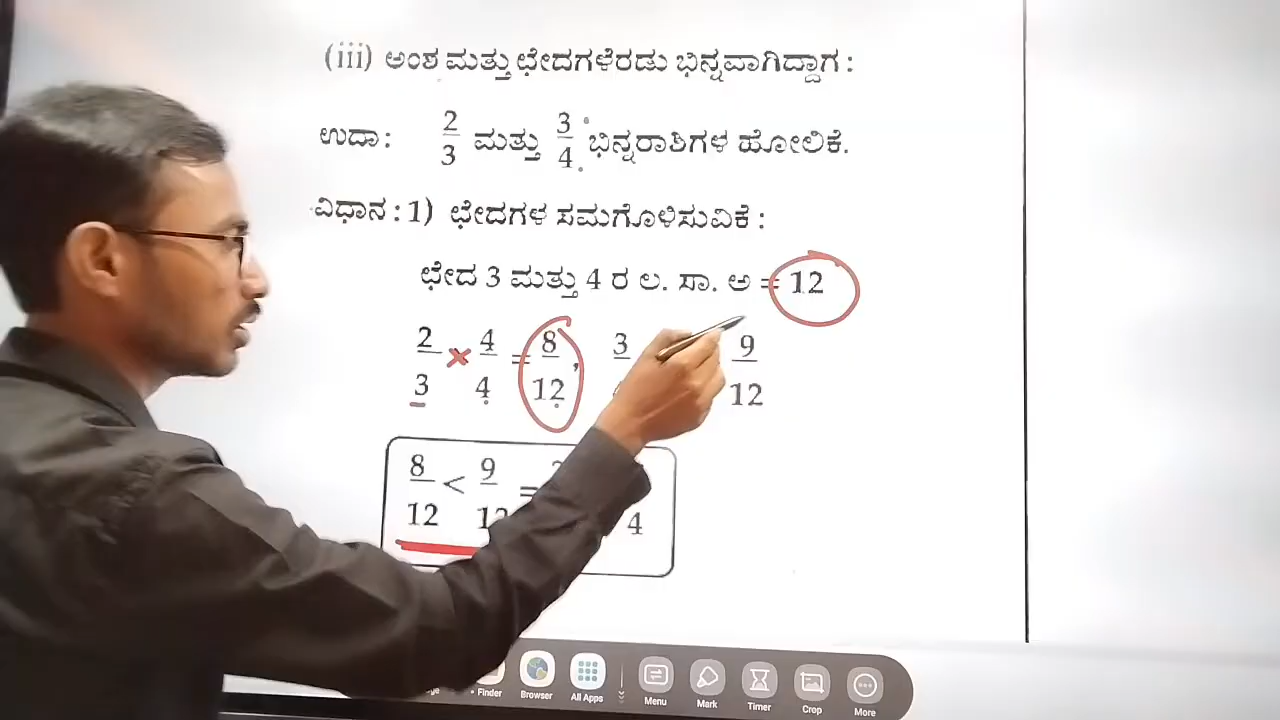 (iii) ಅಂಶ ಮತ್ತು ಛೇದಗಳೆರಡು ಭಿನ್ನವಾಗಿದ್ದಾಗ :
ಉದಾ : 2/3 ಮತ್ತು 3/4 ಭಿನ್ನರಾಶಿಗಳ ಹೋಲಿಕೆ.
ವಿಧಾನ : 1) ಛೇದಗಳ ಸಮಗೊಳಿಸುವಿಕೆ :
ಛೇದ 3 ಮತ್ತು 4 ರ ಲ. ಸಾ. ಅ = 12
2/3 × 4/4 = 8/12, 3 9/12
8/12 < 9/12 = 4
Finder Browser All Apps Menu Mark Timer Crop More